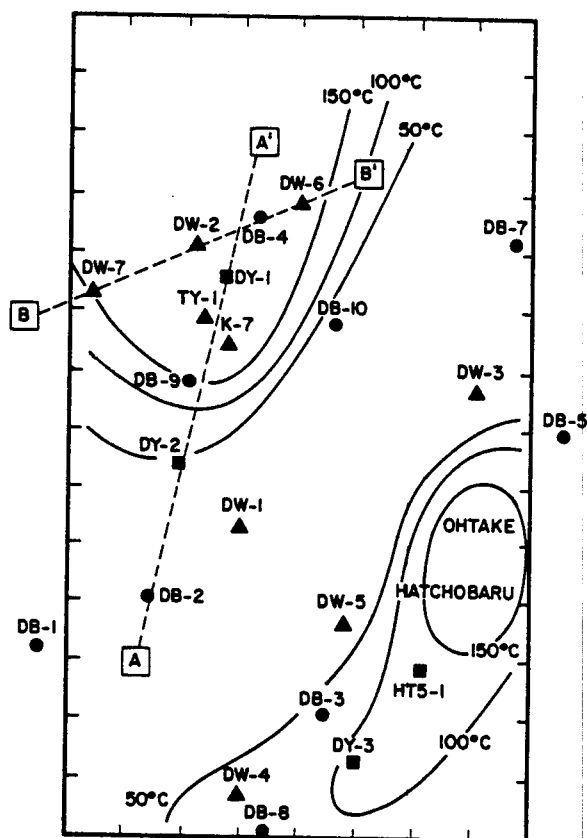 100°C
150°C
50°C
A'
B'
DW-6
DW-2
DB-4
DB-7
DW-7
DY-1
B
TY-1
DB-10
K-7
DB-9
DW-3
DB-5
DY-2
DW-1
OHTAKE
DB-2
HATCHOBARU
DB-1
DW-5
A
150°C
HT5-1
DB-3
DY-3
100°C
DW-4
50°C
DB-8